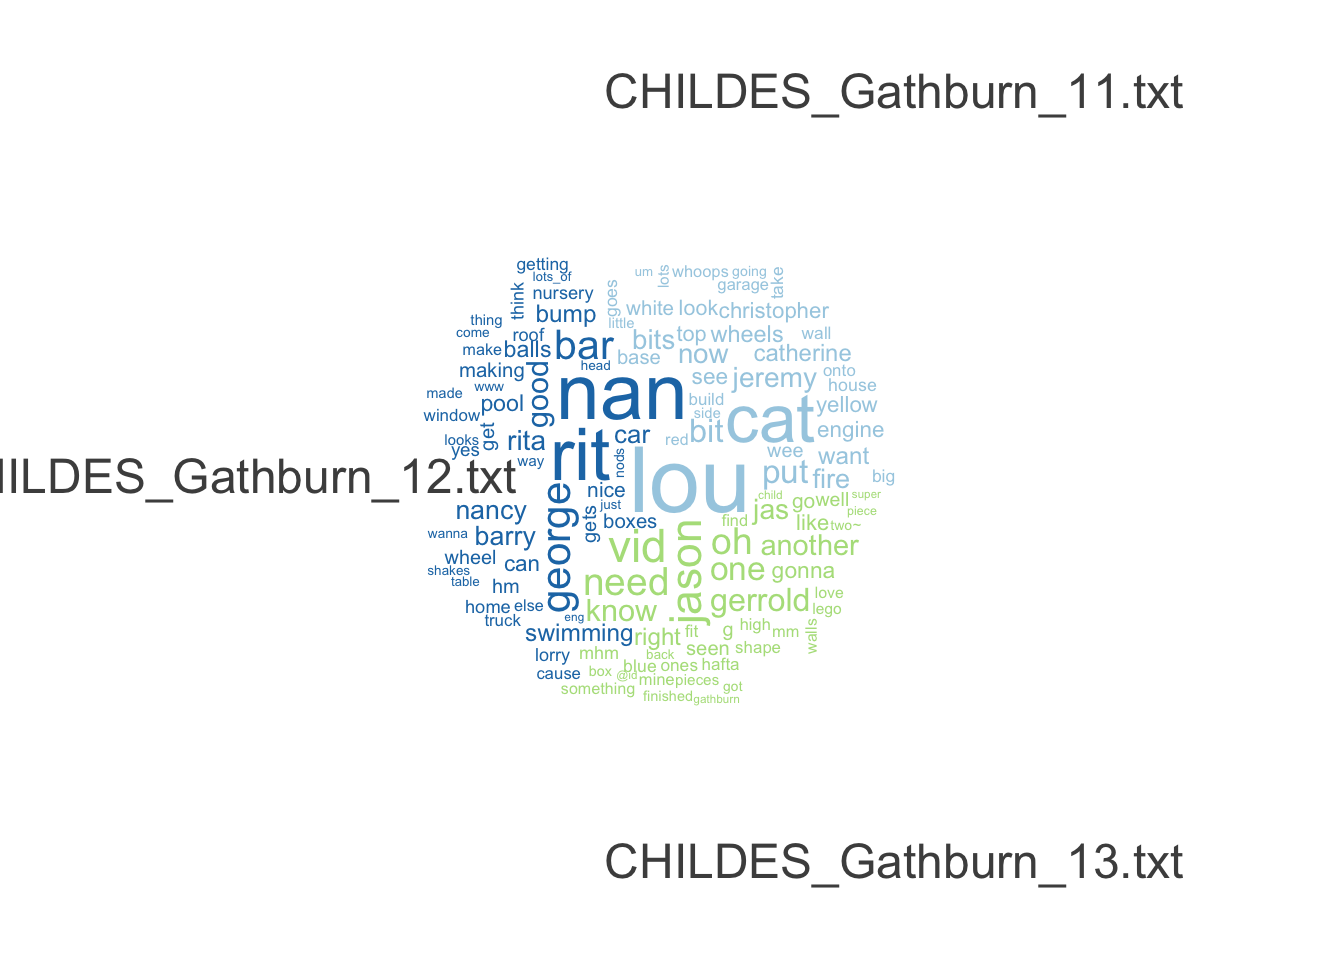 CHILDES_Gathburn_11.txt
getting
um
lots
whoops
going
take
lots_of
garage
think
nursery
goes
white
look
christopher
bump
little
thing
come
roof
bits
top
wheels
wall
make
balls
bar
base
now
catherine
head
making
good
nan
see
jeremy
onto
house
www
made
pool
build
side
cat
yellow
window
get
rita
rit
car
red
bit
engine
looks
yes
way
nods
lou
wee
want
ILDES_Gathburn_12.txt
put
fire
big
nice
just
child
jas
go
well
super
piece
nancy
george
gets
boxes
find
like
two~
wanna
barry
vid
jason
oh
another
wheel
can
shakes
table
hm
need
one
gonna
home
else
truck
eng
know
gerrold
love
lego
swimming
right
fit
g
high
mm
walls
lorry
mhm
back
seen
shape
cause
box
@id
blue
ones
hafta
something
mine
pieces
got
finished
gathburn
CHILDES_Gathburn_13.txt